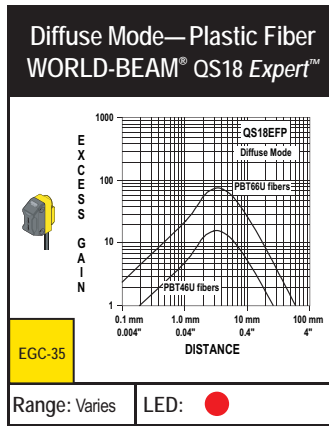 Diffuse Mode—Plastic Fiber
WORLD-BEAM® QS18 Expert™
1000
100
10
1
EXCESS GAIN
QS18EFP
Diffuse Mode
PBT66U fibers
PBT46U fibers
0.1 mm 1.0 mm 10 mm 100 mm
0.004" 0.04" 0.4" 4"
DISTANCE
EGC-35
Range: Varies LED: